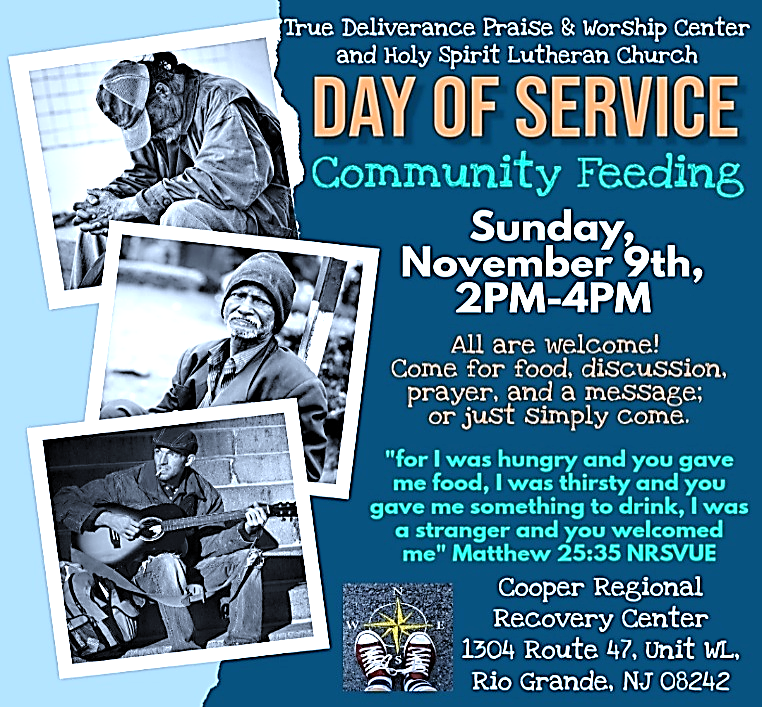 True Deliverance Praise & Worship Center
and Holy Spirit Lutheran Church
DAY OF SERVICE
Community Feeding
Sunday,
November 9th,
2PM-4PM
All are welcome!
Come for food, discussion,
prayer, and a message;
or just simply come.
"for I was hungry and you gave
me food, I was thirsty and you
gave me something to drink, I was
a stranger and you welcomed
me" Matthew 25:35 NRSVUE
N
W E
S
Cooper Regional
Recovery Center
1304 Route 47, Unit WL,
Rio Grande, NJ 08242